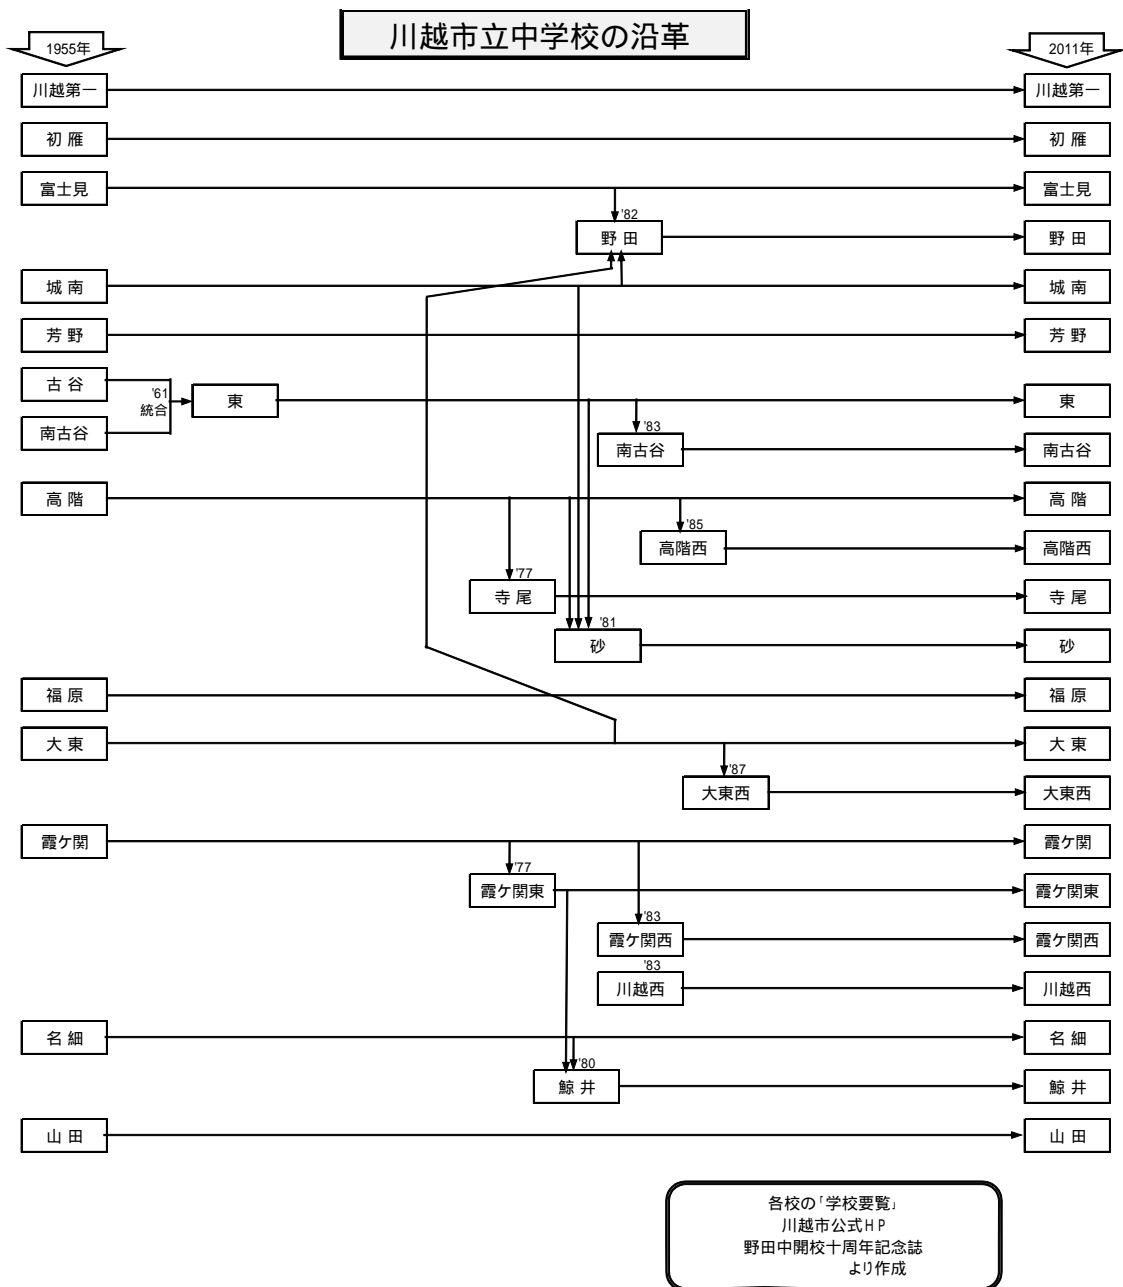 川越市立中学校の沿革
1955年 2011年
川越第一 川越第一
初 雁 初 雁
富士見 富士見
'82
野 田 野 田
城 南 城 南
芳 野 芳 野
古 谷
'61
統合
東 東
南古谷
'83
南古谷 南古谷
高 階 高 階
'85
高階西 高階西
'77
寺 尾 寺 尾
'81
砂 砂
福 原 福 原
大 東 大 東
'87
大東西 大東西
霞ケ関 霞ケ関
'77
霞ケ関東 霞ケ関東
'83
霞ケ関西 霞ケ関西
'83
川越西 川越西
名 細 名 細
'80
鯨 井 鯨 井
山 田 山 田
各校の「学校要覧」
川越市公式HP
野田中開校十周年記念誌
より作成